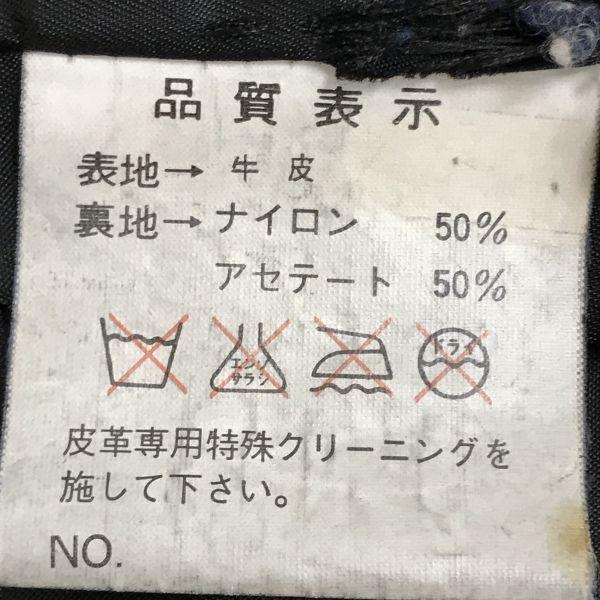 品質表示
表地→ 牛皮
裏地→ナイロン 50%
アセテート 50%
エンソ
サラシ
ドライ
皮革専用特殊クリーニングを
施して下さい。
NO.